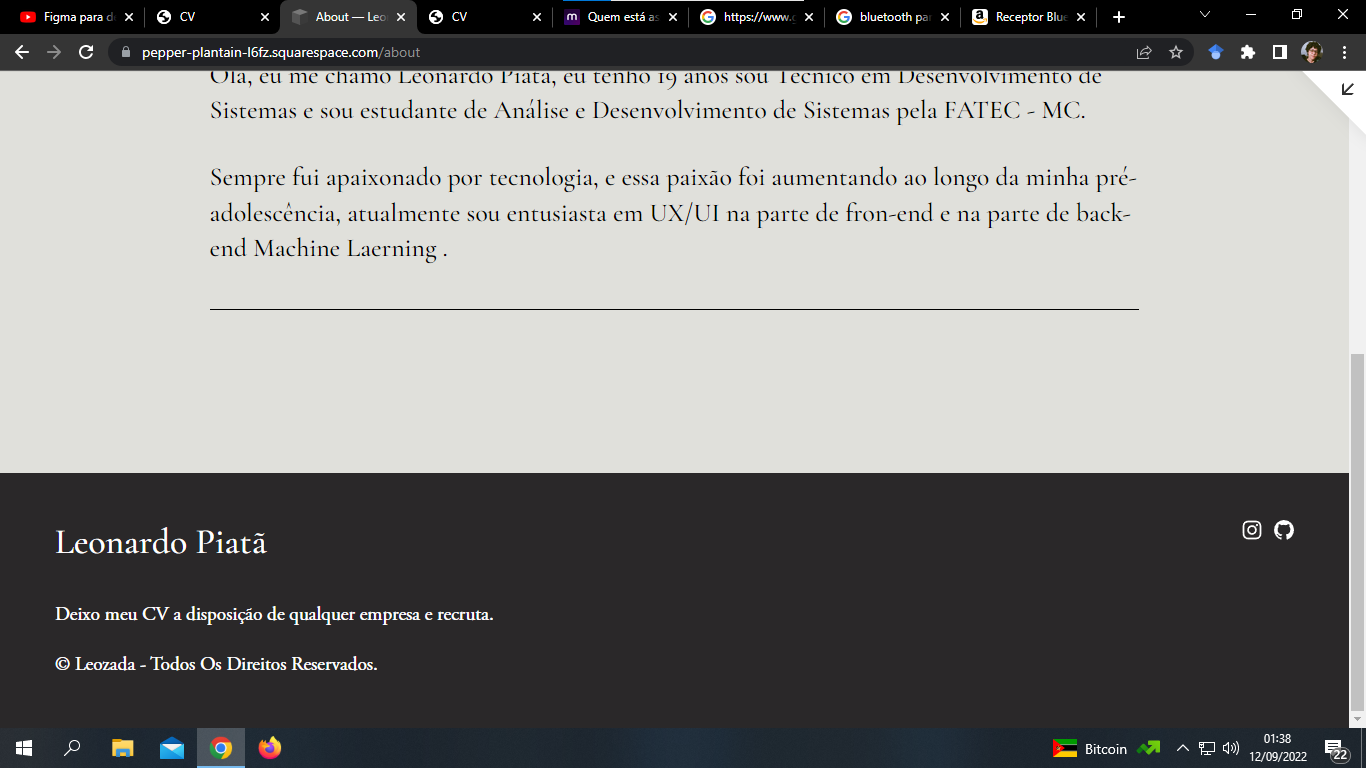 Figma para d
CV
About — Leo
CV
Quem está as
https://www.g
bluetooth par
Receptor Blue
pepper-plantain-l6fz.squarespace.com/about
Olá, eu me chamo Leonardo Piatã, eu tenho 19 anos sou Técnico em Desenvolvimento de
Sistemas e sou estudante de Análise e Desenvolvimento de Sistemas pela FATEC - MC.
Sempre fui apaixonado por tecnologia, e essa paixão foi aumentando ao longo da minha pré-
adolescência, atualmente sou entusiasta em UX/UI na parte de fron-end e na parte de back-
end Machine Laerning .
Leonardo Piatã
Deixo meu CV a disposição de qualquer empresa e recruta.
© Leozada - Todos Os Direitos Reservados.
Bitcoin
01:38
12/09/2022
22